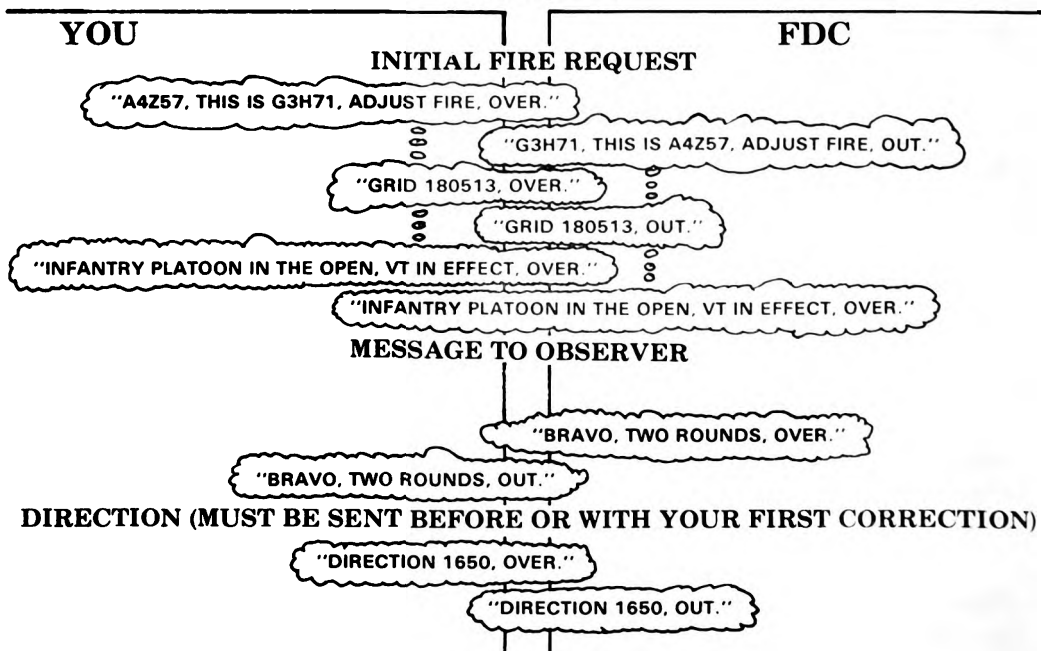 YOU
FDC
INITIAL FIRE REQUEST
"A4Z57, THIS IS G3H71, ADJUST FIRE, OVER."
"G3H71, THIS IS A4Z57, ADJUST FIRE, OUT."
"GRID 180513, OVER."
"GRID 180513, OUT."
"INFANTRY PLATOON IN THE OPEN, VT IN EFFECT, OVER."
"INFANTRY PLATOON IN THE OPEN, VT IN EFFECT, OVER."
MESSAGE TO OBSERVER
"BRAVO, TWO ROUNDS, OVER."
"BRAVO, TWO ROUNDS, OUT."
DIRECTION (MUST BE SENT BEFORE OR WITH YOUR FIRST CORRECTION)
"DIRECTION 1650, OVER."
"DIRECTION 1650, OUT."